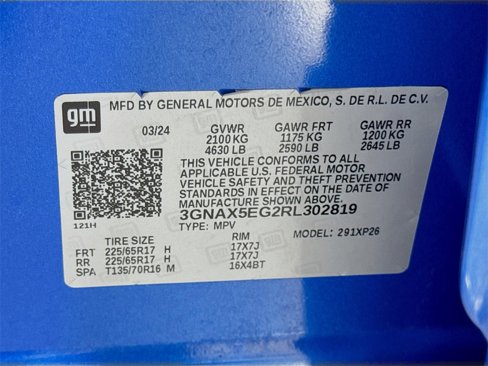 gm
MFD BY GENERAL MOTORS DE MEXICO, S. DE R.L. DE C.V.
03/24 GVWR GAWR FRT GAWR RR
2100 KG 1175 KG 1200 KG
4630 LB 2590 LB 2645 LB
THIS VEHICLE CONFORMS TO ALL
APPLICABLE U.S. FEDERAL MOTOR
VEHICLE SAFETY AND THEFT PREVENTION
STANDARDS IN EFFECT ON THE DATE OF
MANUFACTURE SHOWN ABOVE.
3GNAX5EG2RL302819
121H TYPE: MPV MODEL: 291XP26
TIRE SIZE RIM
FRT 225/65R17 H 17X7J
RR 225/65R17 H 17X7J
SPA T135/70R16 M 16X4BT